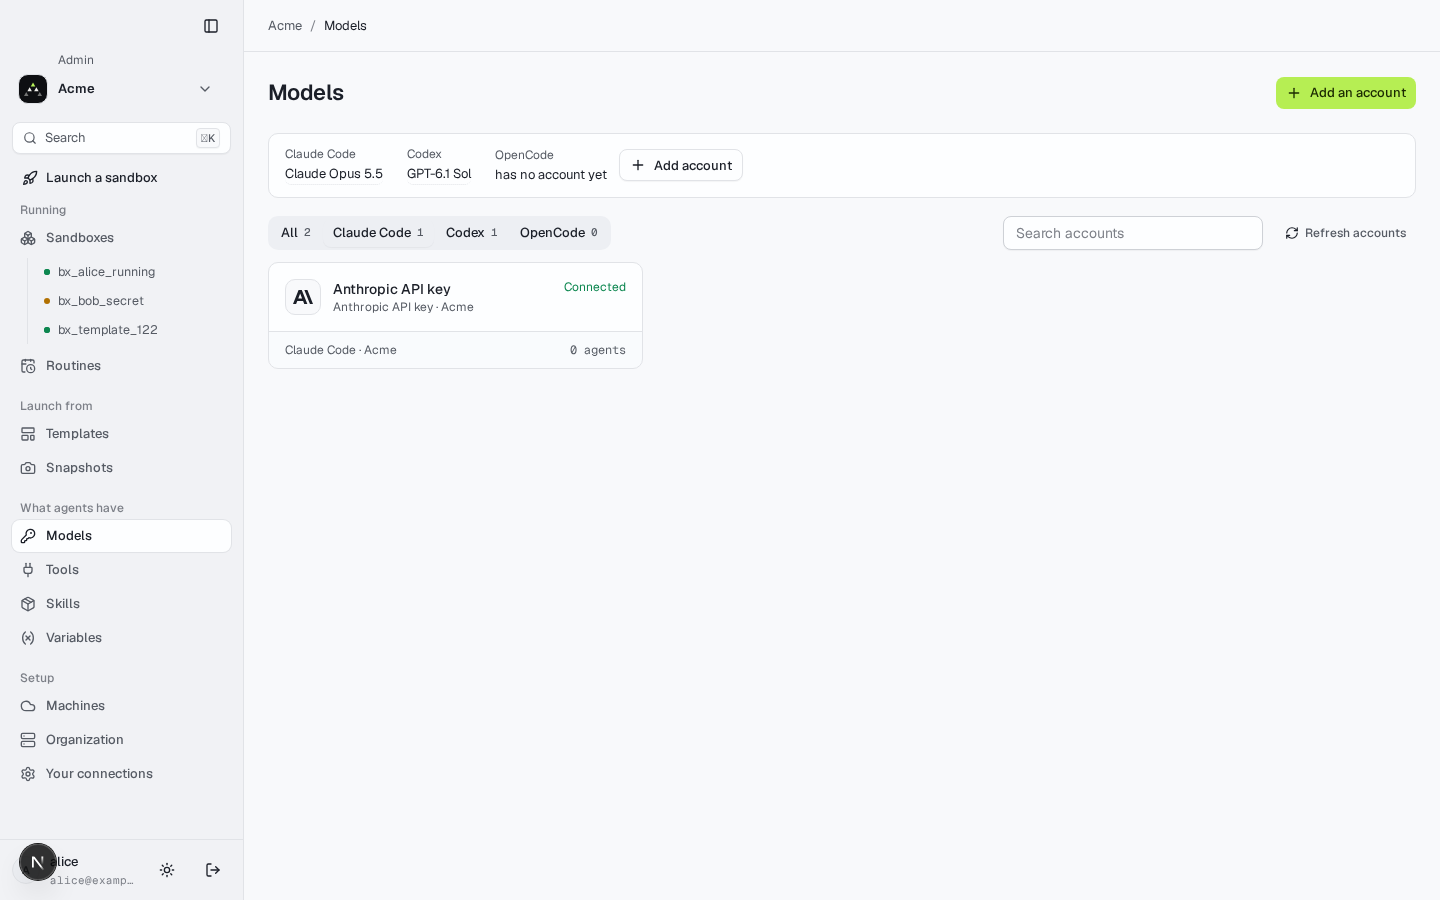 Acme / Models
Admin
Acme
Search
K
Launch a sandbox
Running
Sandboxes
bx_alice_running
bx_bob_secret
bx_template_122
Routines
Launch from
Templates
Snapshots
What agents have
Models
Tools
Skills
Variables
Setup
Machines
Organization
Your connections
N
alice
alice@examp…
Models
Add an account
Claude Code
Claude Opus 5.5
Codex
GPT-6.1 Sol
OpenCode
has no account yet
Add account
All 2 Claude Code 1 Codex 1 OpenCode 0
Search accounts
Refresh accounts
Anthropic API key
Connected
Anthropic API key · Acme
Claude Code · Acme
0 agents